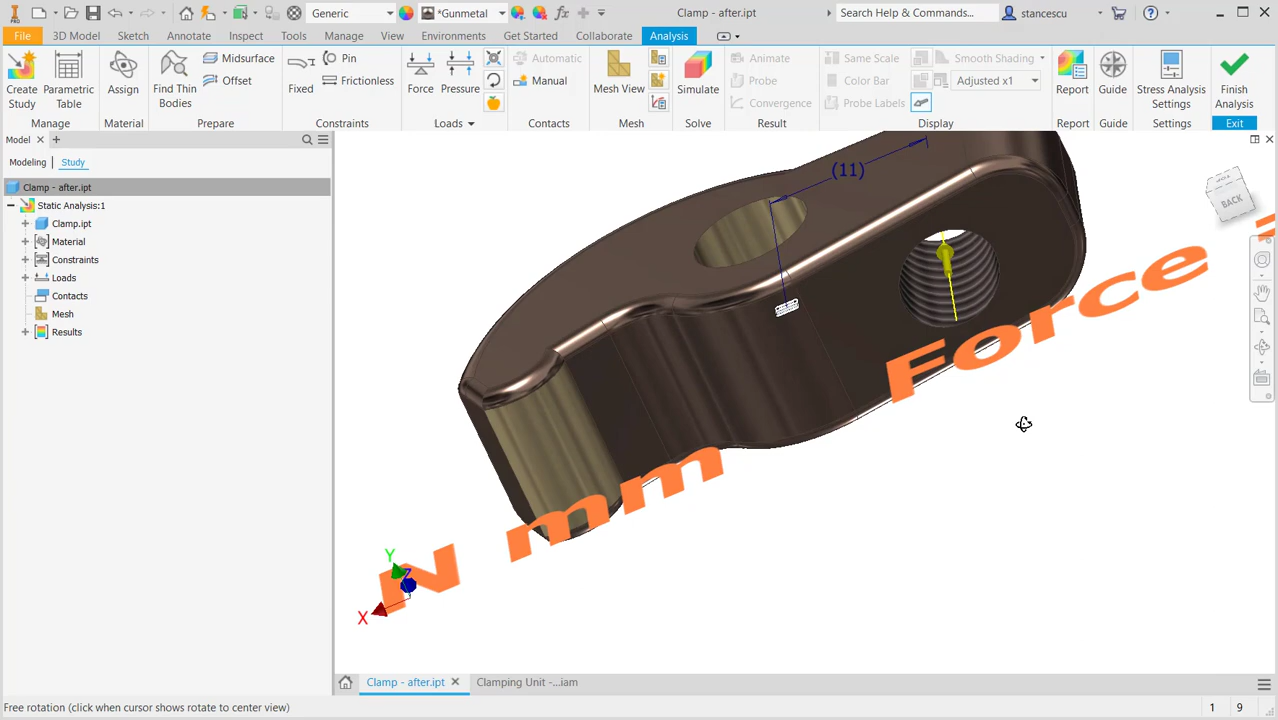 PRO
Generic
*Gunmetal
Clamp - after.ipt
Search Help & Commands...
stancescu
File
3D Model
Sketch
Annotate
Inspect
Tools
Manage
View
Environments
Get Started
Collaborate
Analysis
Create
Study
Parametric
Table
Assign
Find Thin
Bodies
Midsurface
Offset
Fixed
Pin
Frictionless
Force
Pressure
Automatic
Manual
Mesh View
Simulate
Animate
Probe
Convergence
Same Scale
Color Bar
Probe Labels
Smooth Shading
Adjusted x1
Report
Guide
Stress Analysis
Settings
Finish
Analysis
Manage
Material
Prepare
Constraints
Loads
Contacts
Mesh
Solve
Result
Display
Report
Guide
Settings
Exit
Model
Modeling
Study
Clamp - after.ipt
Static Analysis:1
Clamp.ipt
Material
Constraints
Loads
Contacts
Mesh
Results
(11)
BACK
Force
N mm
Y
Z
X
Clamp - after.ipt
Clamping Unit -...iam
Free rotation (click when cursor shows rotate to center view)
1
9